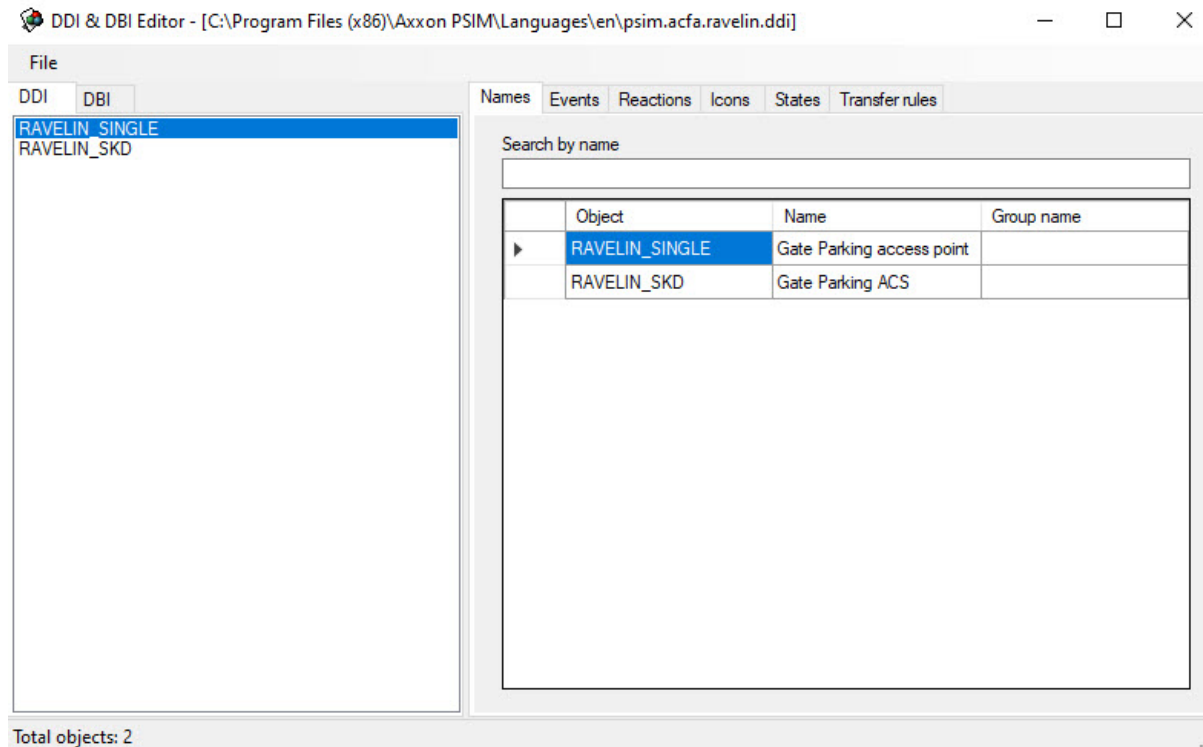 DDI & DBI Editor - [C:\Program Files (x86)\Axxon PSIM\Languages\en\psim.acfa.ravelin.ddi]
File
DDI DBI
RAVELIN_SINGLE
RAVELIN_SKD
Names Events Reactions Icons States Transfer rules
Search by name
Object Name Group name
RAVELIN_SINGLE Gate Parking access point
RAVELIN_SKD Gate Parking ACS
Total objects: 2